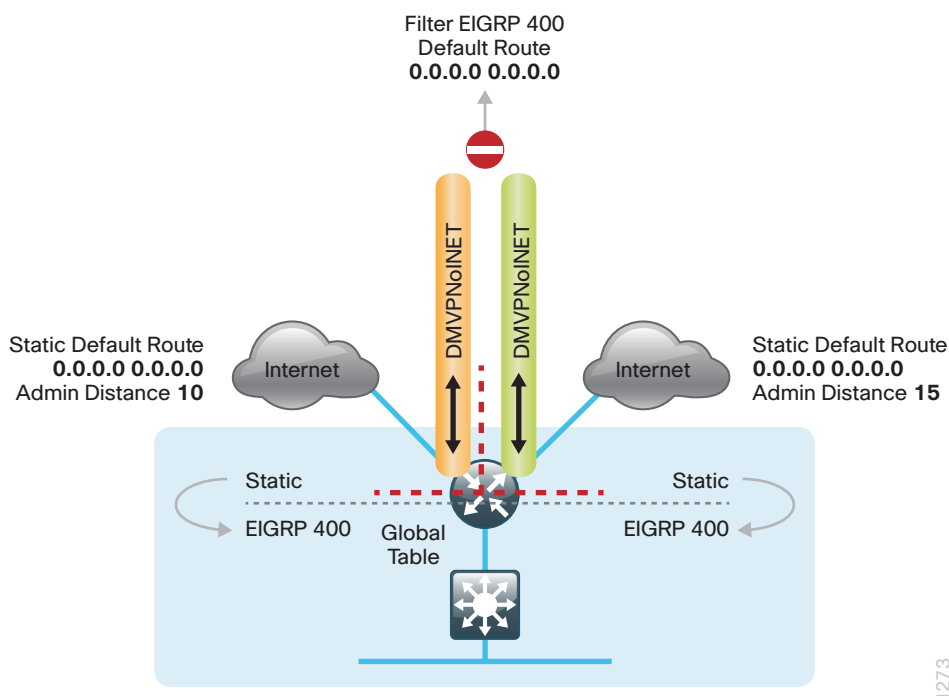 Filter EIGRP 400
Default Route
0.0.0.0 0.0.0.0
DMVPNoINET
DMVPNoINET
Static Default Route
0.0.0.0 0.0.0.0
Admin Distance 10
Internet
Internet
Static Default Route
0.0.0.0 0.0.0.0
Admin Distance 15
Static
EIGRP 400
Global
Table
Static
EIGRP 400